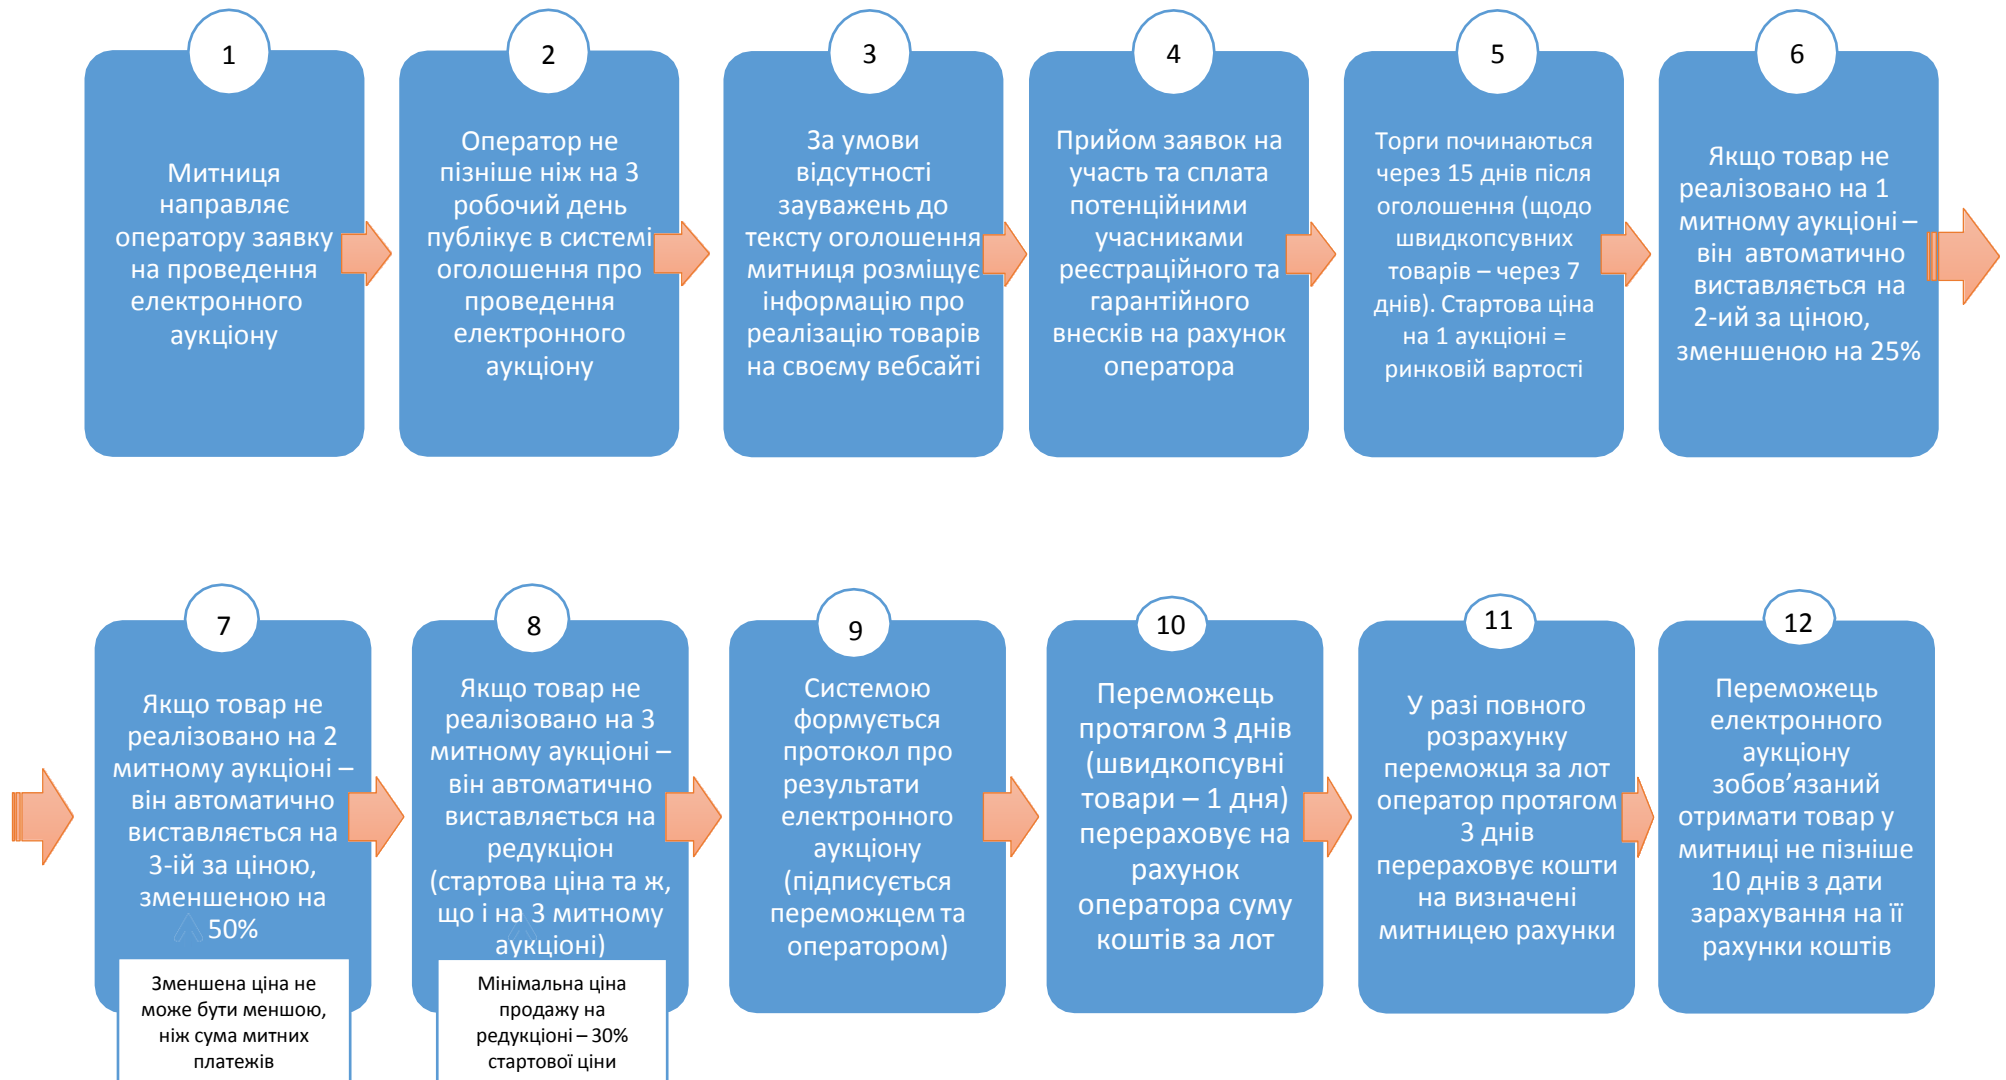 1
Митниця
направляє
оператору заявку
на проведення
електронного
аукціону
2
Оператор не
пізніше ніж на 3
робочий день
публікує в системі
оголошення про
проведення
електронного
аукціону
3
За умови
відсутності
зауважень до
тексту оголошення
митниця розміщує
інформацію про
реалізацію товарів
на своєму вебсайті
4
Прийом заявок на
участь та сплата
потенційними
учасниками
реєстраційного та
гарантійного
внесків на рахунок
оператора
5
Торги починаються
через 15 днів після
оголошення (щодо
швидкопсувних
товарів – через 7
днів). Стартова ціна
на 1 аукціоні =
ринковій вартості
6
Якщо товар не
реалізовано на 1
митному аукціоні –
він автоматично
виставляється на
2-ий за ціною,
зменшеною на 25%
7
Якщо товар не
реалізовано на 2
митному аукціоні –
він автоматично
виставляється на
3-ій за ціною,
зменшеною на
50%
Зменшена ціна не
може бути меншою,
ніж сума митних
платежів
8
Якщо товар не
реалізовано на 3
митному аукціоні –
він автоматично
виставляється на
редукціон
(стартова ціна та ж,
що і на 3 митному
аукціоні)
Мінімальна ціна
продажу на
редукціоні – 30%
стартової ціни
9
Системою
формується
протокол про
результати
електронного
аукціону
(підписується
переможцем та
оператором)
10
Переможець
протягом 3 днів
(швидкопсувні
товари – 1 дня)
перераховує на
рахунок
оператора суму
коштів за лот
11
У разі повного
розрахунку
переможця за лот
оператор протягом
3 днів
перераховує кошти
на визначені
митницею рахунки
12
Переможець
електронного
аукціону
зобов’язаний
отримати товар у
митниці не пізніше
10 днів з дати
зарахування на її
рахунки коштів